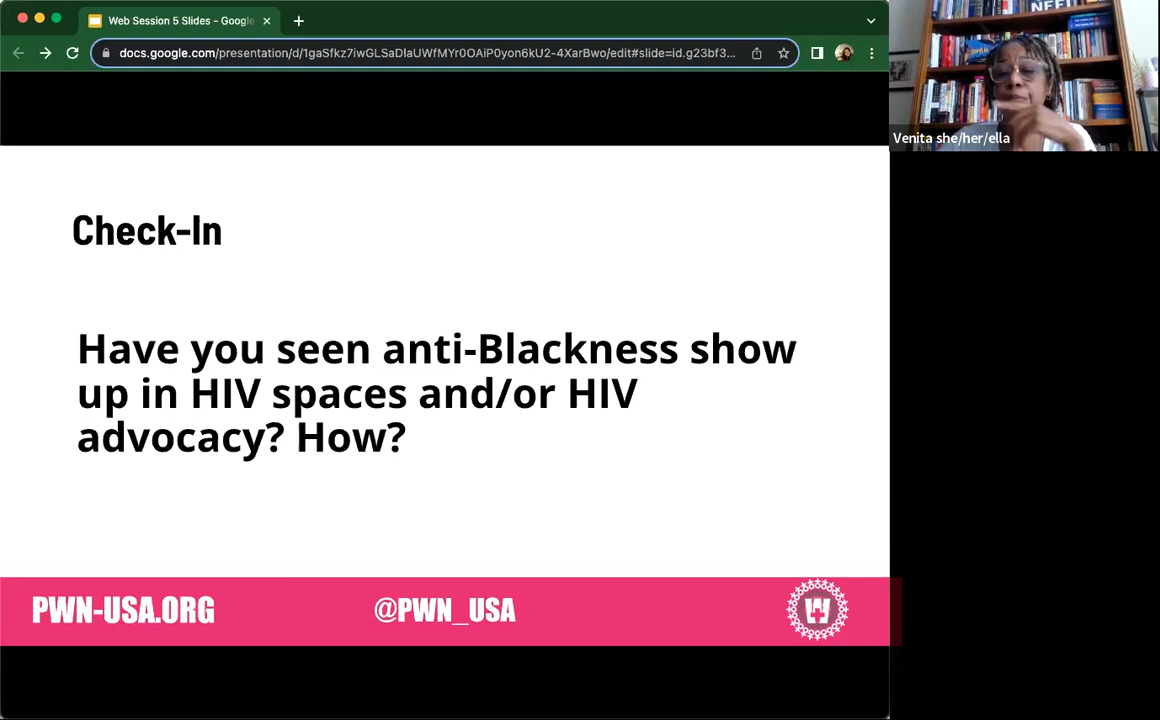 Web Session 5 Slides - Google
docs.google.com/presentation/d/1gaSfkz7iwGLSaDlaUWfMYr0OAiP0yon6kU2-4XarBwo/edit#slide=id.g23bf3...
NEED
Venita she/her/ella
Check-In
Have you seen anti-Blackness show
up in HIV spaces and/or HIV
advocacy? How?
PWN-USA.ORG
@PWN_USA